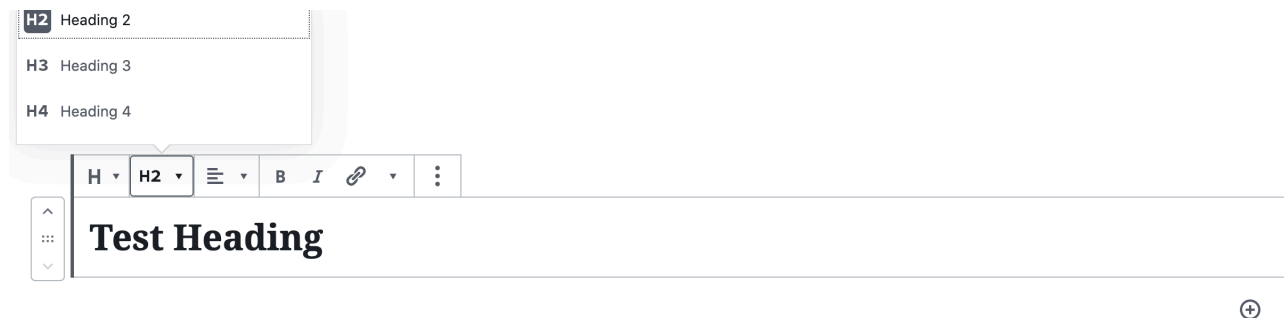 H2 Heading 2
H3 Heading 3
H4 Heading 4
H H2 B I
Test Heading